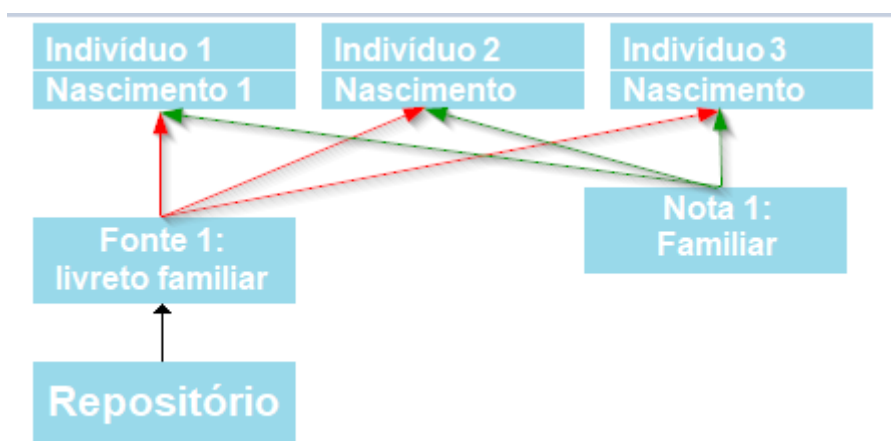 Indivíduo 1
Nascimento 1
Indivíduo 2
Nascimento
Indivíduo 3
Nascimento
Fonte 1:
livreto familiar
Nota 1:
Familiar
Repositório